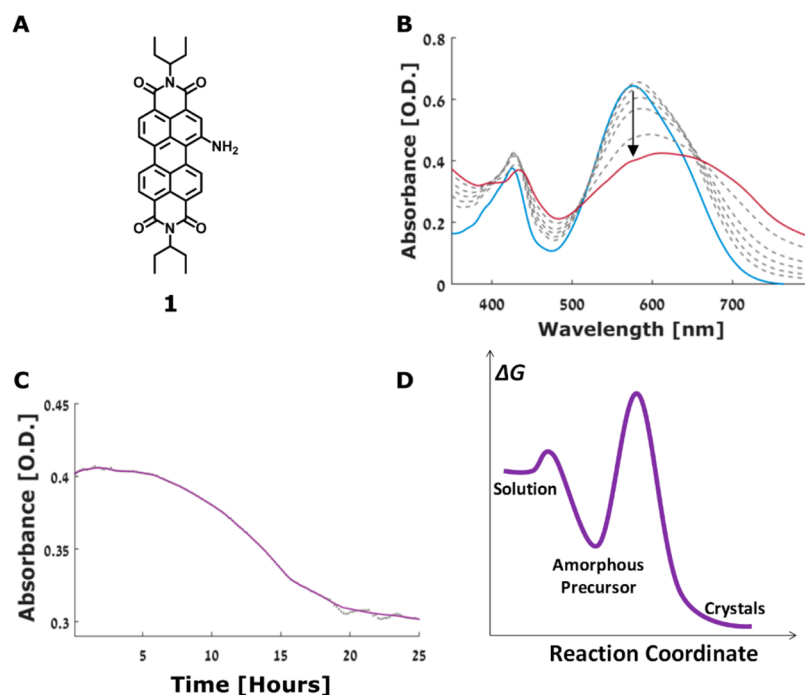 A
O
N
O
NH2
O
N
O
1
B
0.8
0.6
0.4
0.2
0
400
500
600
700
Absorbance [O.D.]
Wavelength [nm]
C
0.45
0.4
0.35
0.3
5
10
15
20
25
Absorbance [O.D.]
Time [Hours]
D
ΔG
Solution
Amorphous
Precursor
Crystals
Reaction Coordinate